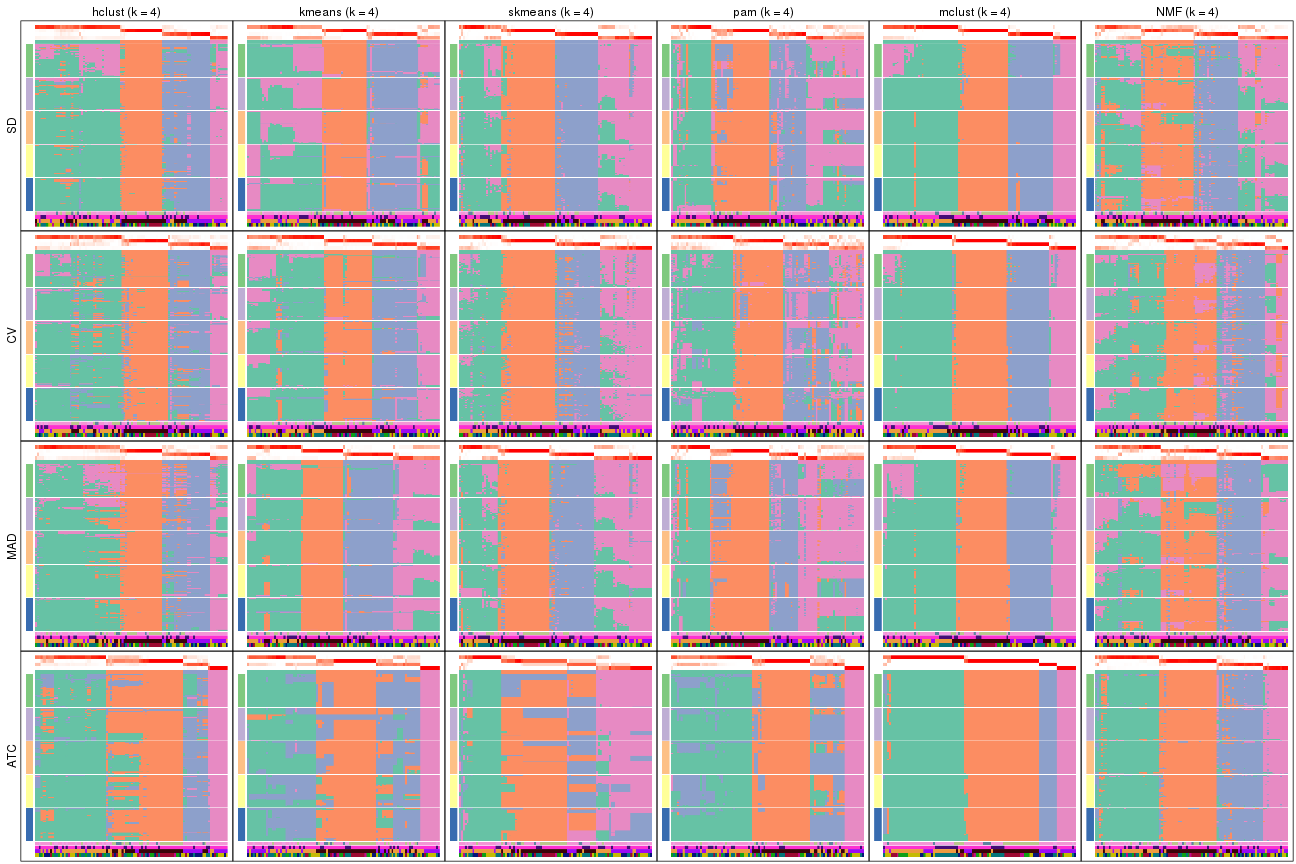 hclust (k = 4) kmeans (k = 4) skmeans (k = 4) pam (k = 4) mclust (k = 4) NMF (k = 4)
SD
CV
MAD
ATC